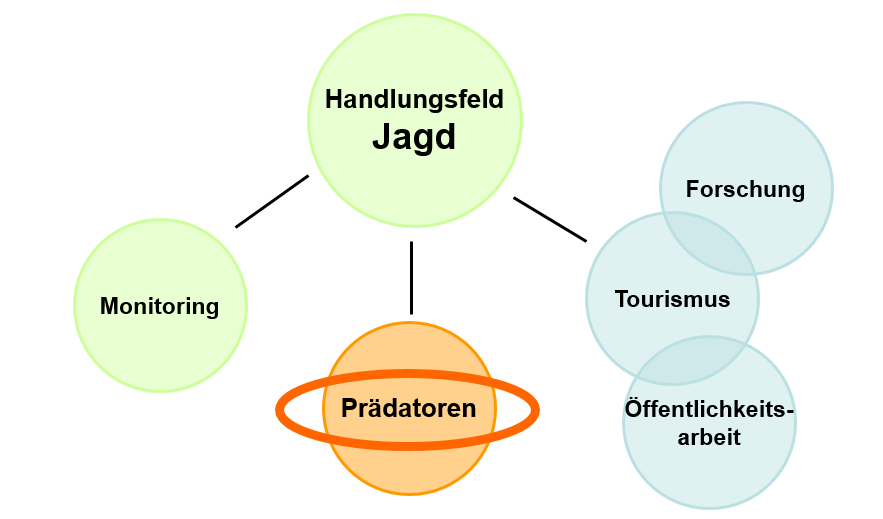 Handlungsfeld
Jagd
Forschung
Monitoring
Tourismus
Prädatoren
Öffentlichkeits-
arbeit